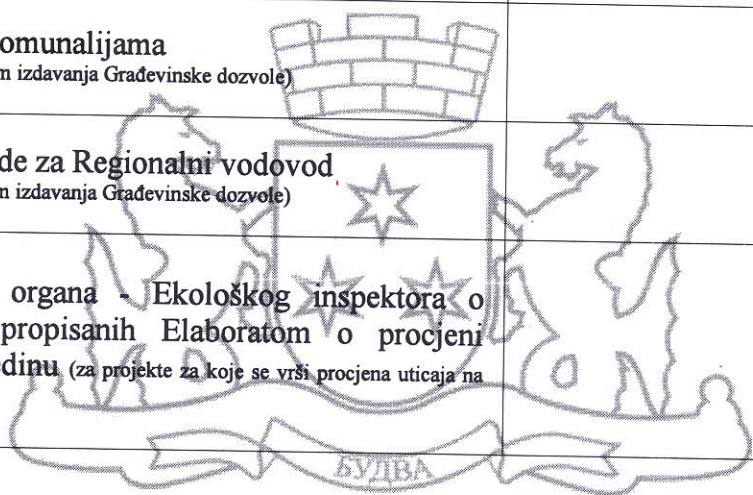 omunalijama
m izdavanja Građevinske dozvole)
de za Regionalni vodovod
m izdavanja Građevinske dozvole)
organa - Ekološkog inspektora o
propisanih Elaboratom o procjeni
edinu (za projekte za koje se vrši procjena uticaja na
БУДВА